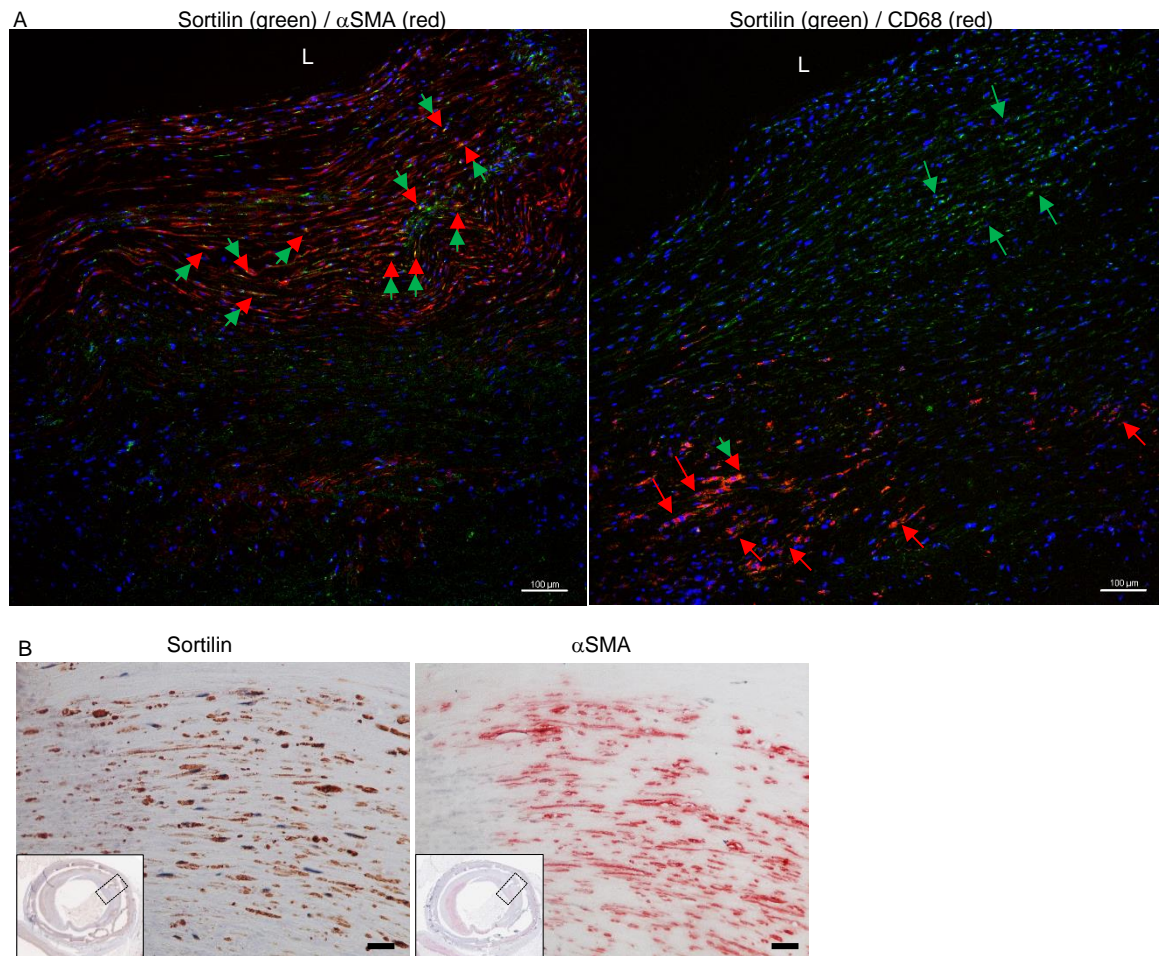 A
Sortilin (green) / αSMA (red)
Sortilin (green) / CD68 (red)
L
L
100 µm
100 µm
B
Sortilin
αSMA